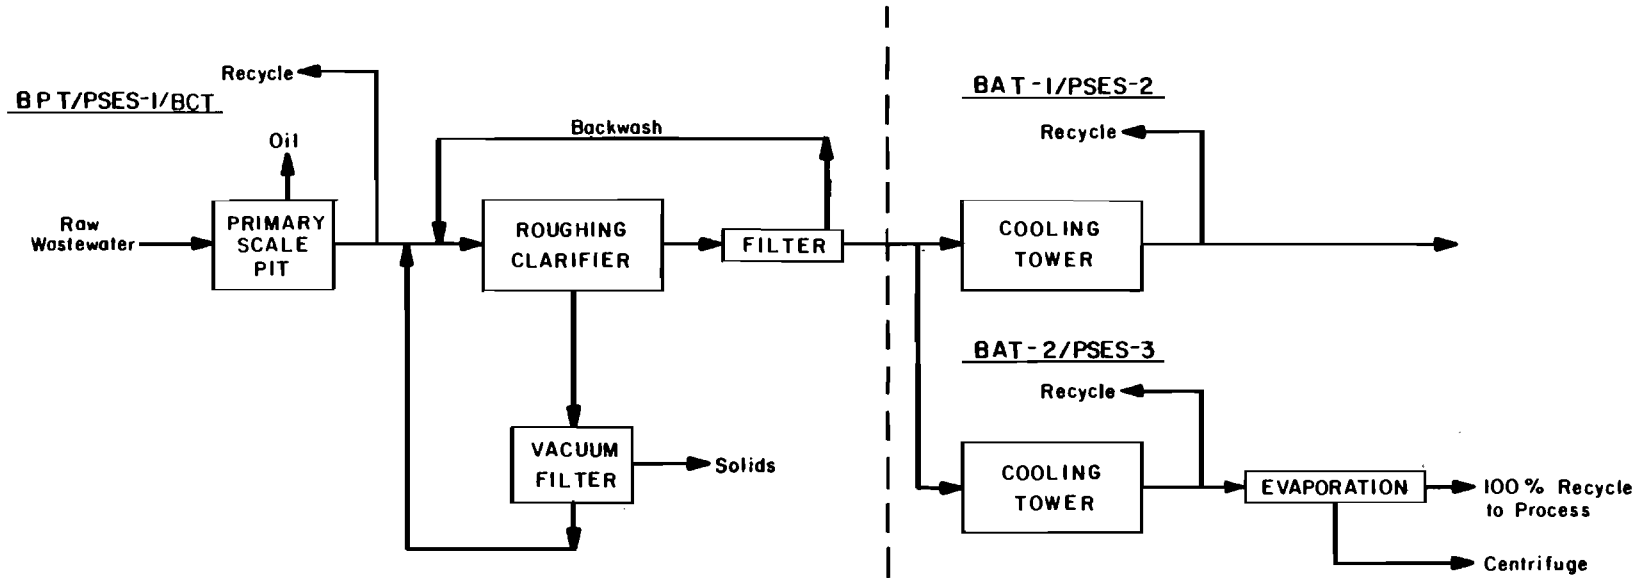 BPT/PSES-1/BCT
Recycle
Oil
Raw
Wastewater
PRIMARY
SCALE
PIT
Backwash
ROUGHING
CLARIFIER
FILTER
VACUUM
FILTER
Solids
BAT-1/PSES-2
Recycle
COOLING
TOWER
BAT-2/PSES-3
Recycle
COOLING
TOWER
EVAPORATION
100% Recycle
to Process
Centrifuge